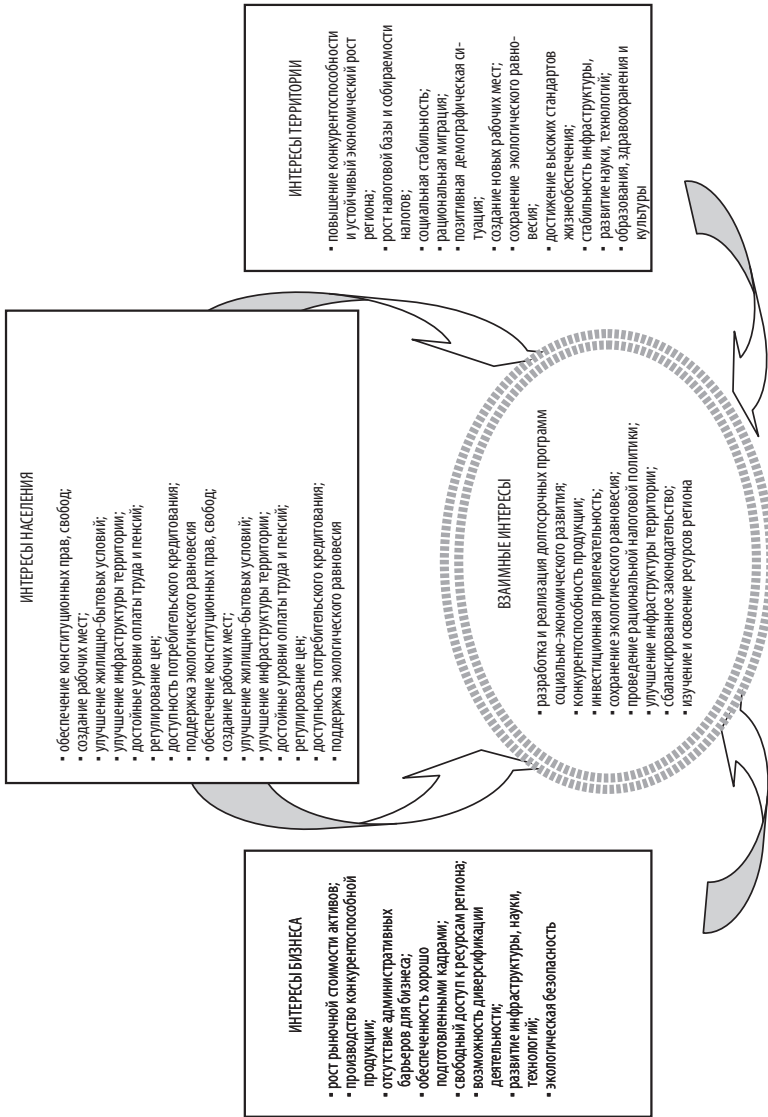 ИНТЕРЕСЫ НАСЕЛЕНИЯ
▪ обеспечение конституционных прав, свобод;
▪ создание рабочих мест;
▪ улучшение жилищно-бытовых условий;
▪ улучшение инфраструктуры территории;
▪ достойные уровни оплаты труда и пенсий;
▪ регулирование цен;
▪ доступность потребительского кредитования;
▪ поддержка экологического равновесия
▪ обеспечение конституционных прав, свобод;
▪ создание рабочих мест;
▪ улучшение жилищно-бытовых условий;
▪ улучшение инфраструктуры территории;
▪ достойные уровни оплаты труда и пенсий;
▪ регулирование цен;
▪ доступность потребительского кредитования;
▪ поддержка экологического равновесия
ИНТЕРЕСЫ БИЗНЕСА
▪ рост рыночной стоимости активов;
▪ производство конкурентоспособной
продукции;
▪ отсутствие административных
барьеров для бизнеса;
▪ обеспеченность хорошо
подготовленными кадрами;
▪ свободный доступ к ресурсам региона;
▪ возможность диверсификации
деятельности;
▪ развитие инфраструктуры, науки,
технологий;
▪ экологическая безопасность
ИНТЕРЕСЫ ТЕРРИТОРИИ
▪ повышение конкурентоспособности
и устойчивый экономический рост
региона;
▪ рост налоговой базы и собираемости
налогов;
▪ социальная стабильность;
▪ рациональная миграция;
▪ позитивная демографическая си-
туация;
▪ создание новых рабочих мест;
▪ сохранение экологического равно-
весия;
▪ достижение высоких стандартов
жизнеобеспечения;
▪ стабильность инфраструктуры,
▪ развитие науки, технологий;
▪ образования, здравоохранения и
культуры
ВЗАИМНЫЕ ИНТЕРЕСЫ
▪ разработка и реализация долгосрочных программ
социально-экономического развития;
▪ конкурентоспособность продукции;
▪ инвестиционная привлекательность;
▪ сохранение экологического равновесия;
▪ проведение рациональной налоговой политики;
▪ улучшение инфраструктуры территории;
▪ сбалансированное законодательство;
▪ изучение и освоение ресурсов региона